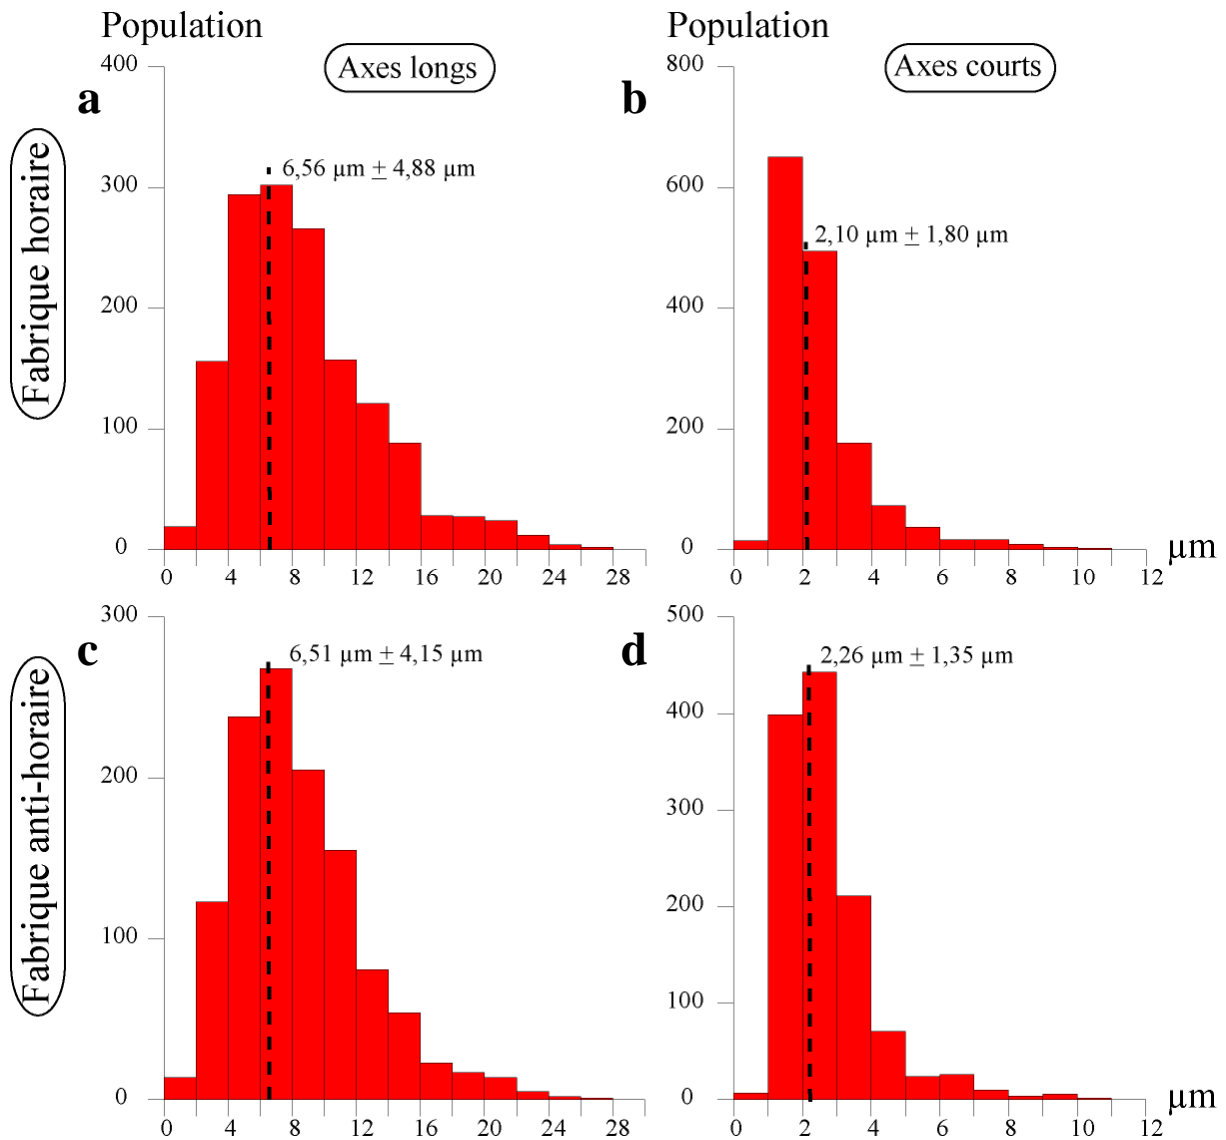 Population
Axes longs
a
400
300
200
100
0
6,56 µm ± 4,88 µm
0 4 8 12 16 20 24 28
Population
Axes courts
b
800
600
400
200
0
2,10 µm ± 1,80 µm
0 2 4 6 8 10 12
µm
Fabrique horaire
c
300
200
100
0
6,51 µm ± 4,15 µm
0 4 8 12 16 20 24 28
d
500
400
300
200
100
0
2,26 µm ± 1,35 µm
0 2 4 6 8 10 12
µm
Fabrique anti-horaire